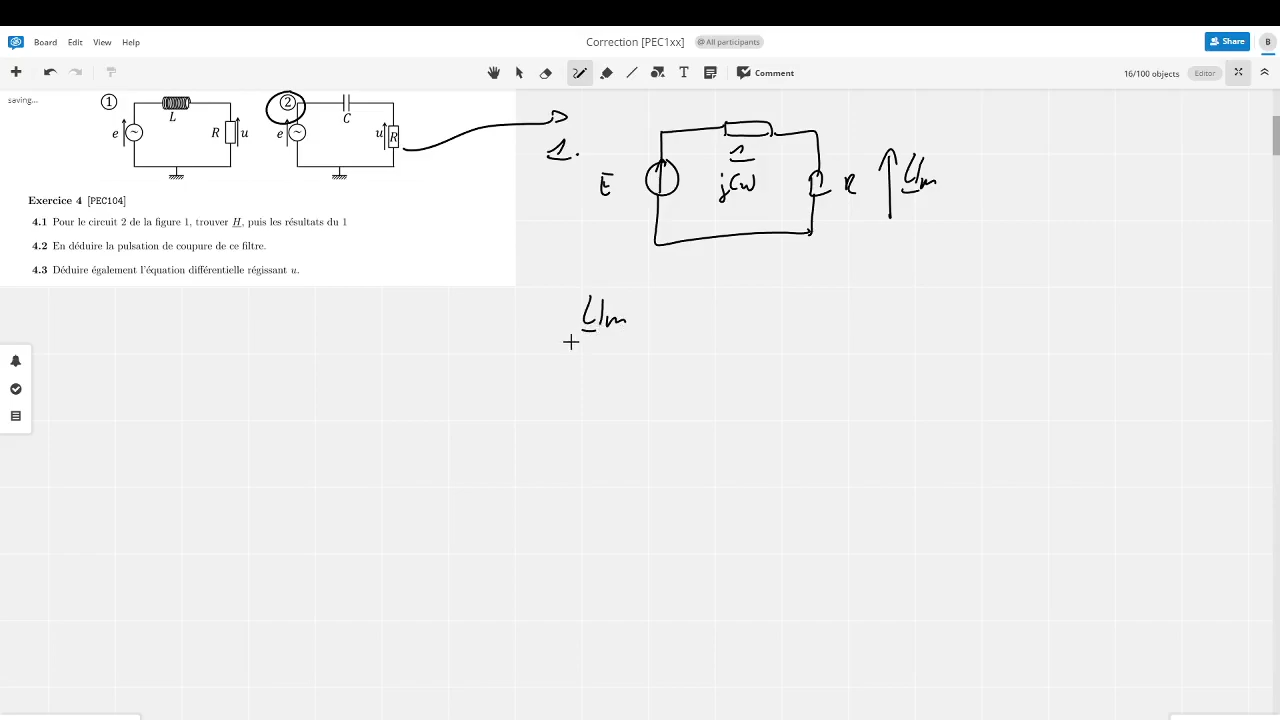 Board Edit View Help
Correction [PEC1xx] @ All participants
Share
B
T
Comment
16/100 objects
Editor
saving...
1
e
L
R
u
2
e
C
u
R
Exercice 4 [PEC104]
4.1 Pour le circuit 2 de la figure 1, trouver H, puis les résultats du 1
4.2 En déduire la pulsation de coupure de ce filtre.
4.3 Déduire également l'équation différentielle régissant u.
1.
E
1
jCω
R
Um
Um